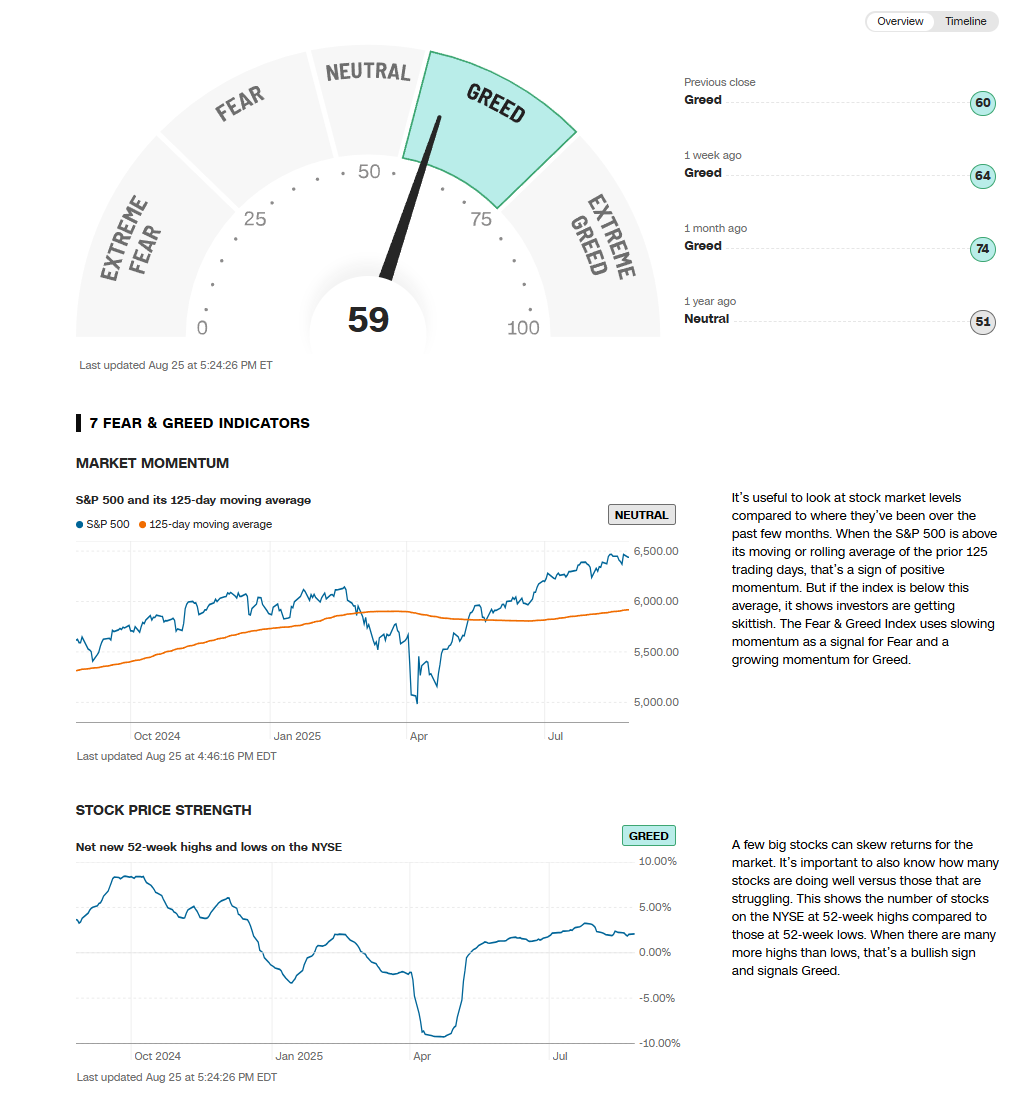 Overview Timeline
EXTREME FEAR
FEAR
NEUTRAL
GREED
EXTREME GREED
0
25
50
75
100
59
Last updated Aug 25 at 5:24:26 PM ET
Previous close
Greed 60
1 week ago
Greed 64
1 month ago
Greed 74
1 year ago
Neutral 51
7 FEAR & GREED INDICATORS
MARKET MOMENTUM
S&P 500 and its 125-day moving average
S&P 500 125-day moving average
NEUTRAL
6,500.00
6,000.00
5,500.00
5,000.00
Oct 2024 Jan 2025 Apr Jul
Last updated Aug 25 at 4:46:16 PM EDT
It's useful to look at stock market levels
compared to where they've been over the
past few months. When the S&P 500 is above
its moving or rolling average of the prior 125
trading days, that's a sign of positive
momentum. But if the index is below this
average, it shows investors are getting
skittish. The Fear & Greed Index uses slowing
momentum as a signal for Fear and a
growing momentum for Greed.
STOCK PRICE STRENGTH
Net new 52-week highs and lows on the NYSE
GREED
10.00%
5.00%
0.00%
-5.00%
-10.00%
Oct 2024 Jan 2025 Apr Jul
Last updated Aug 25 at 5:24:26 PM EDT
A few big stocks can skew returns for the
market. It's important to also know how many
stocks are doing well versus those that are
struggling. This shows the number of stocks
on the NYSE at 52-week highs compared to
those at 52-week lows. When there are many
more highs than lows, that's a bullish sign
and signals Greed.